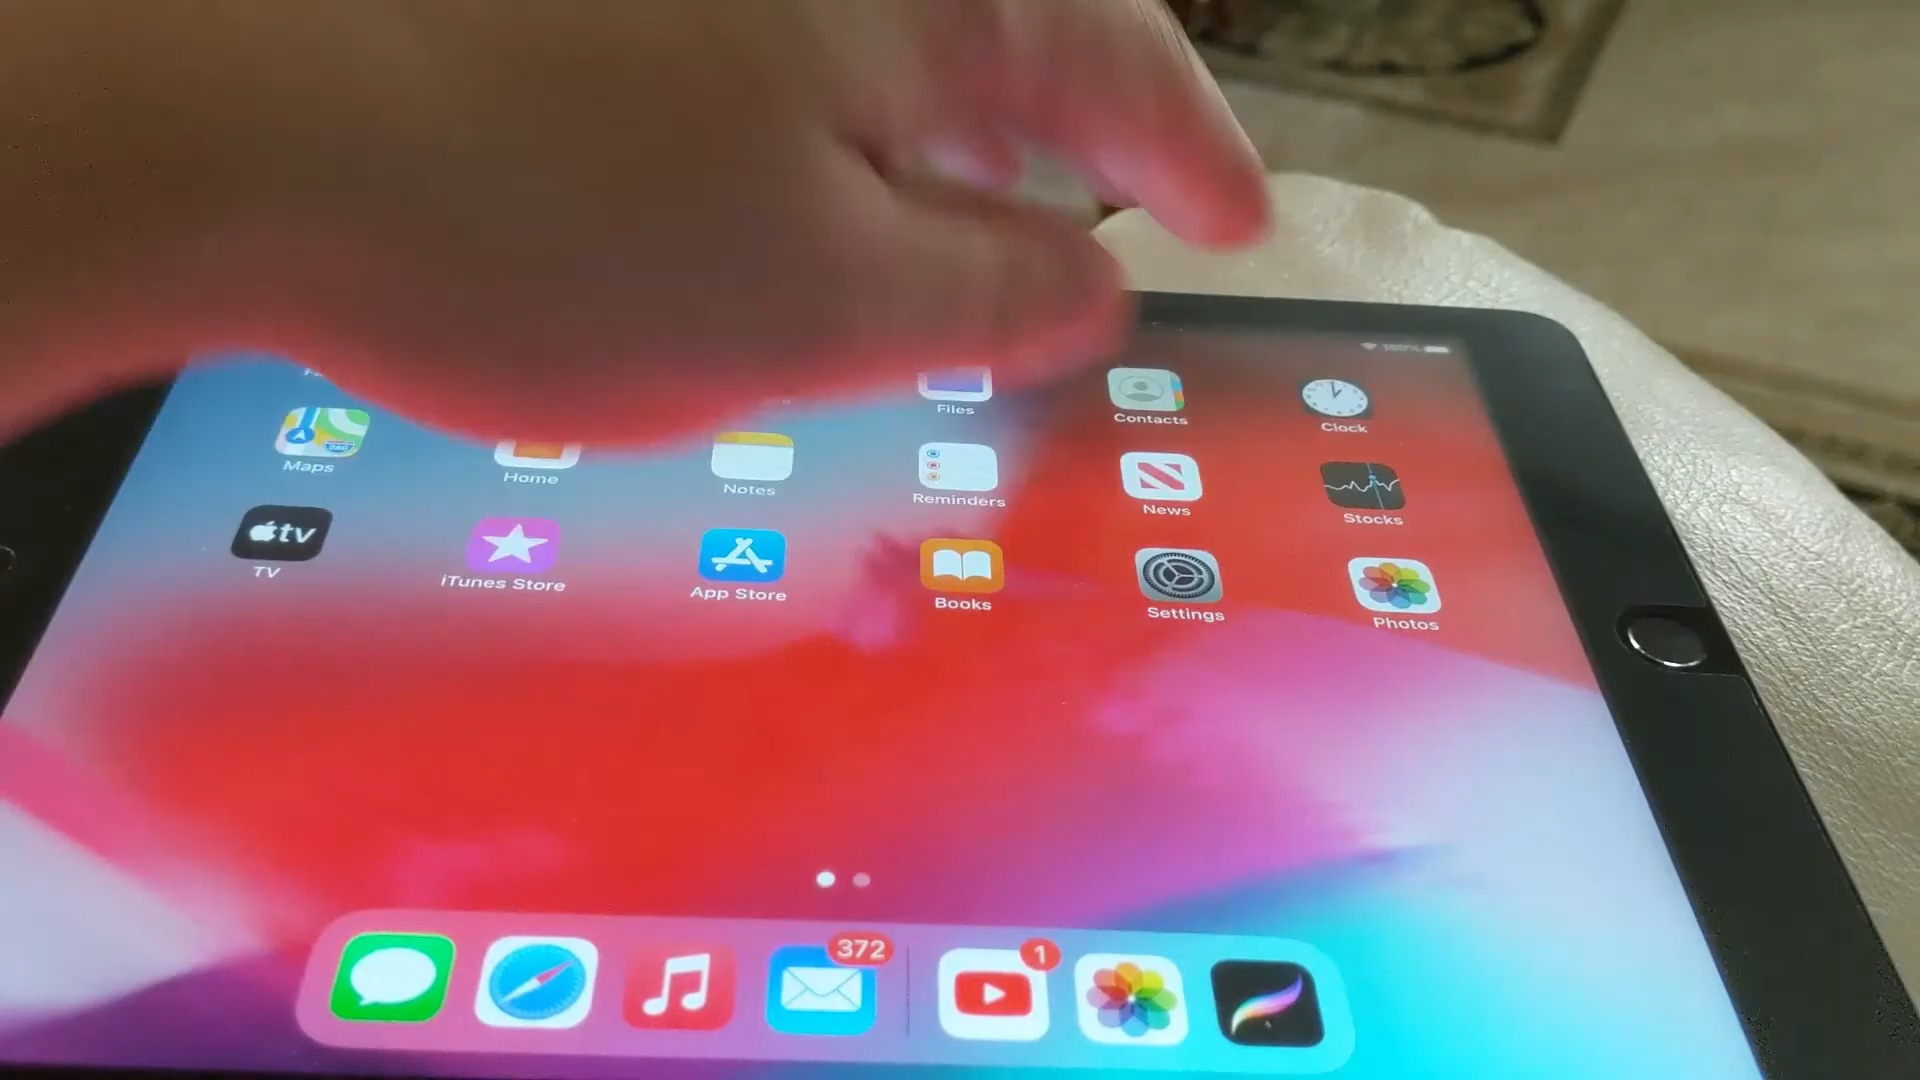 Files
Contacts
Clock
Maps
Home
Notes
Reminders
News
Stocks
tv
TV
iTunes Store
App Store
Books
Settings
Photos
372
1